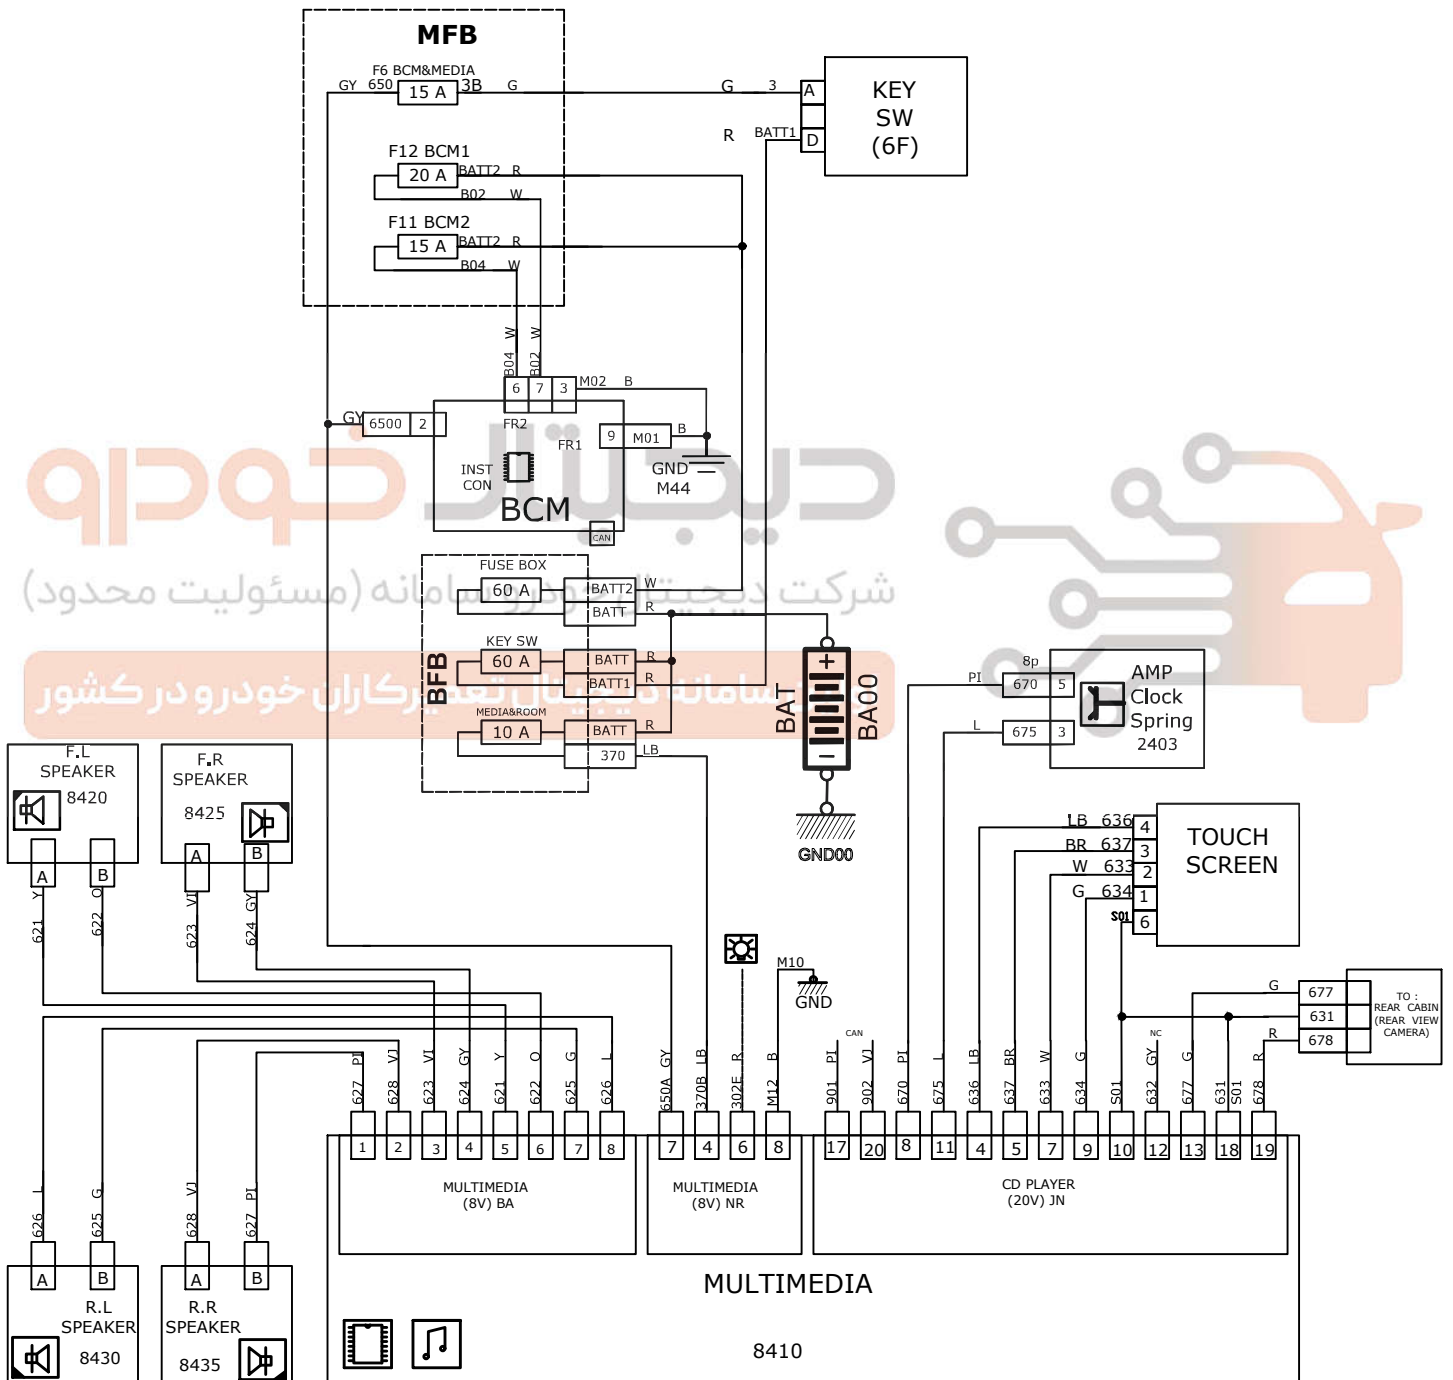 MFB
F6 BCM&MEDIA
GY 650 15 A 3B G
G 3 A
KEY
SW
(6F)
R BATT1 D
F12 BCM1
20 A BATT2 R
B02 W
F11 BCM2
15 A BATT2 R
B04 W
B04 W
B02 W
6 7 3 M02 B
GY 6500 2
FR2
FR1
9 M01 B
GND
M44
INST
CON
BCM
CAN
دیجیتال خودرو
شرکت دیجیتال خودرو سامانه (مسئولیت محدود)
سامانه دیجیتال تعمیرکاران خودرو در کشور
BFB
FUSE BOX
60 A BATT2 W
BATT R
KEY SW
60 A BATT R
BATT1 R
MEDIA&ROOM
10 A BATT R
370 LB
BAT
+
−
BA00
GND00
8p
PI 670 5
L 675 3
AMP
Clock
Spring
2403
F.L
SPEAKER
8420
A B
Y 621
O 622
F.R
SPEAKER
8425
A B
VI 623
GY 624
LB 636 4
BR 637 3
W 633 2
G 634 1
S01 6
TOUCH
SCREEN
G 677
631
R 678
TO :
REAR CABIN
(REAR VIEW
CAMERA)
M10
GND
CAN
NC
627 PI
628 VJ
623 VI
624 GY
621 Y
622 O
625 G
626 L
650A GY
370B LB
302E R
M12 B
901 PI
902 VJ
670 PI
675 L
636 LB
637 BR
633 W
634 G
S01
632 GY
677 G
631 S01
678 R
1 2 3 4 5 6 7 8
7 4 6 8
17 20 8 11 4 5 7 9 10 12 13 18 19
MULTIMEDIA
(8V) BA
MULTIMEDIA
(8V) NR
CD PLAYER
(20V) JN
MULTIMEDIA
8410
626 L
625 G
A B
R.L
SPEAKER
8430
628 VJ
627 PI
A B
R.R
SPEAKER
8435